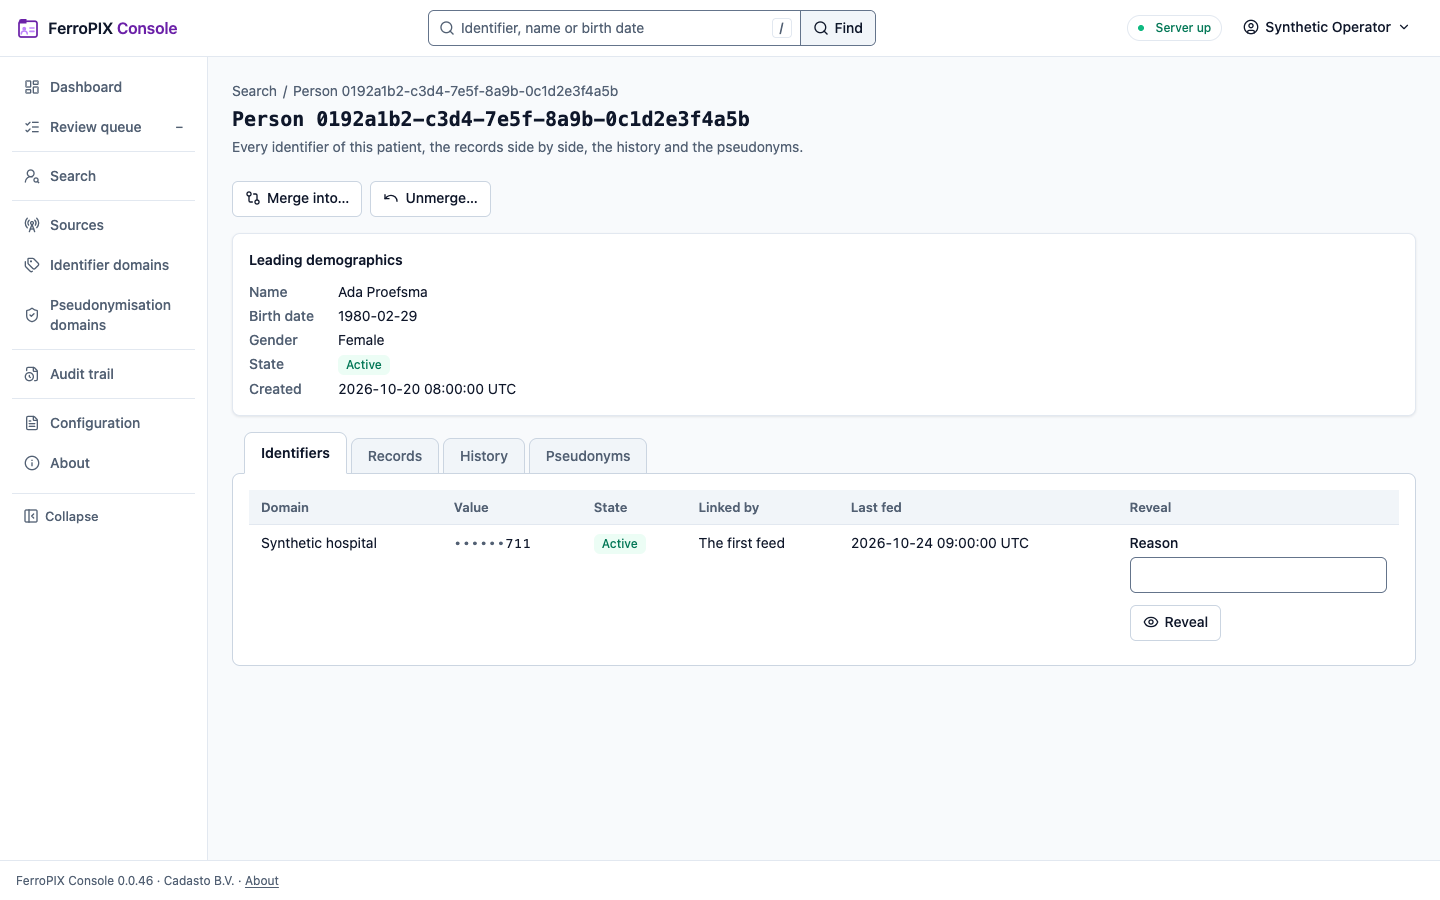 FerroPIX Console
Identifier, name or birth date
/
Find
Server up
Synthetic Operator
Dashboard
Review queue –
Search
Sources
Identifier domains
Pseudonymisation
domains
Audit trail
Configuration
About
Collapse
Search / Person 0192a1b2-c3d4-7e5f-8a9b-0c1d2e3f4a5b
Person 0192a1b2-c3d4-7e5f-8a9b-0c1d2e3f4a5b
Every identifier of this patient, the records side by side, the history and the pseudonyms.
Merge into...
Unmerge...
Leading demographics
Name Ada Proefsma
Birth date 1980-02-29
Gender Female
State Active
Created 2026-10-20 08:00:00 UTC
Identifiers
Records
History
Pseudonyms
Domain Value State Linked by Last fed Reveal
Synthetic hospital ••••••711 Active The first feed 2026-10-24 09:00:00 UTC Reason
Reveal
FerroPIX Console 0.0.46 · Cadasto B.V. · About